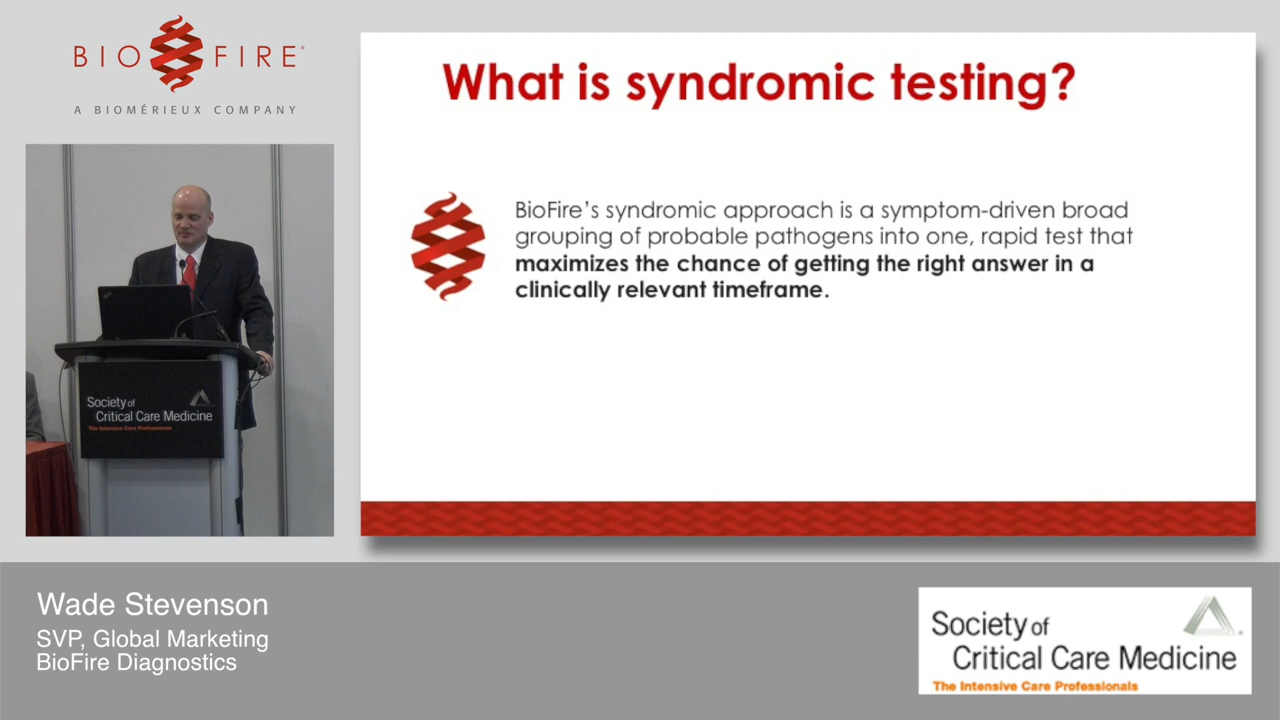 BIO FIRE®
A BIOMÉRIEUX COMPANY
What is syndromic testing?
BioFire's syndromic approach is a symptom-driven broad
grouping of probable pathogens into one, rapid test that
maximizes the chance of getting the right answer in a
clinically relevant timeframe.
Society of
Critical Care Medicine
The Intensive Care Professionals
Wade Stevenson
SVP, Global Marketing
BioFire Diagnostics
Society of
Critical Care Medicine
The Intensive Care Professionals